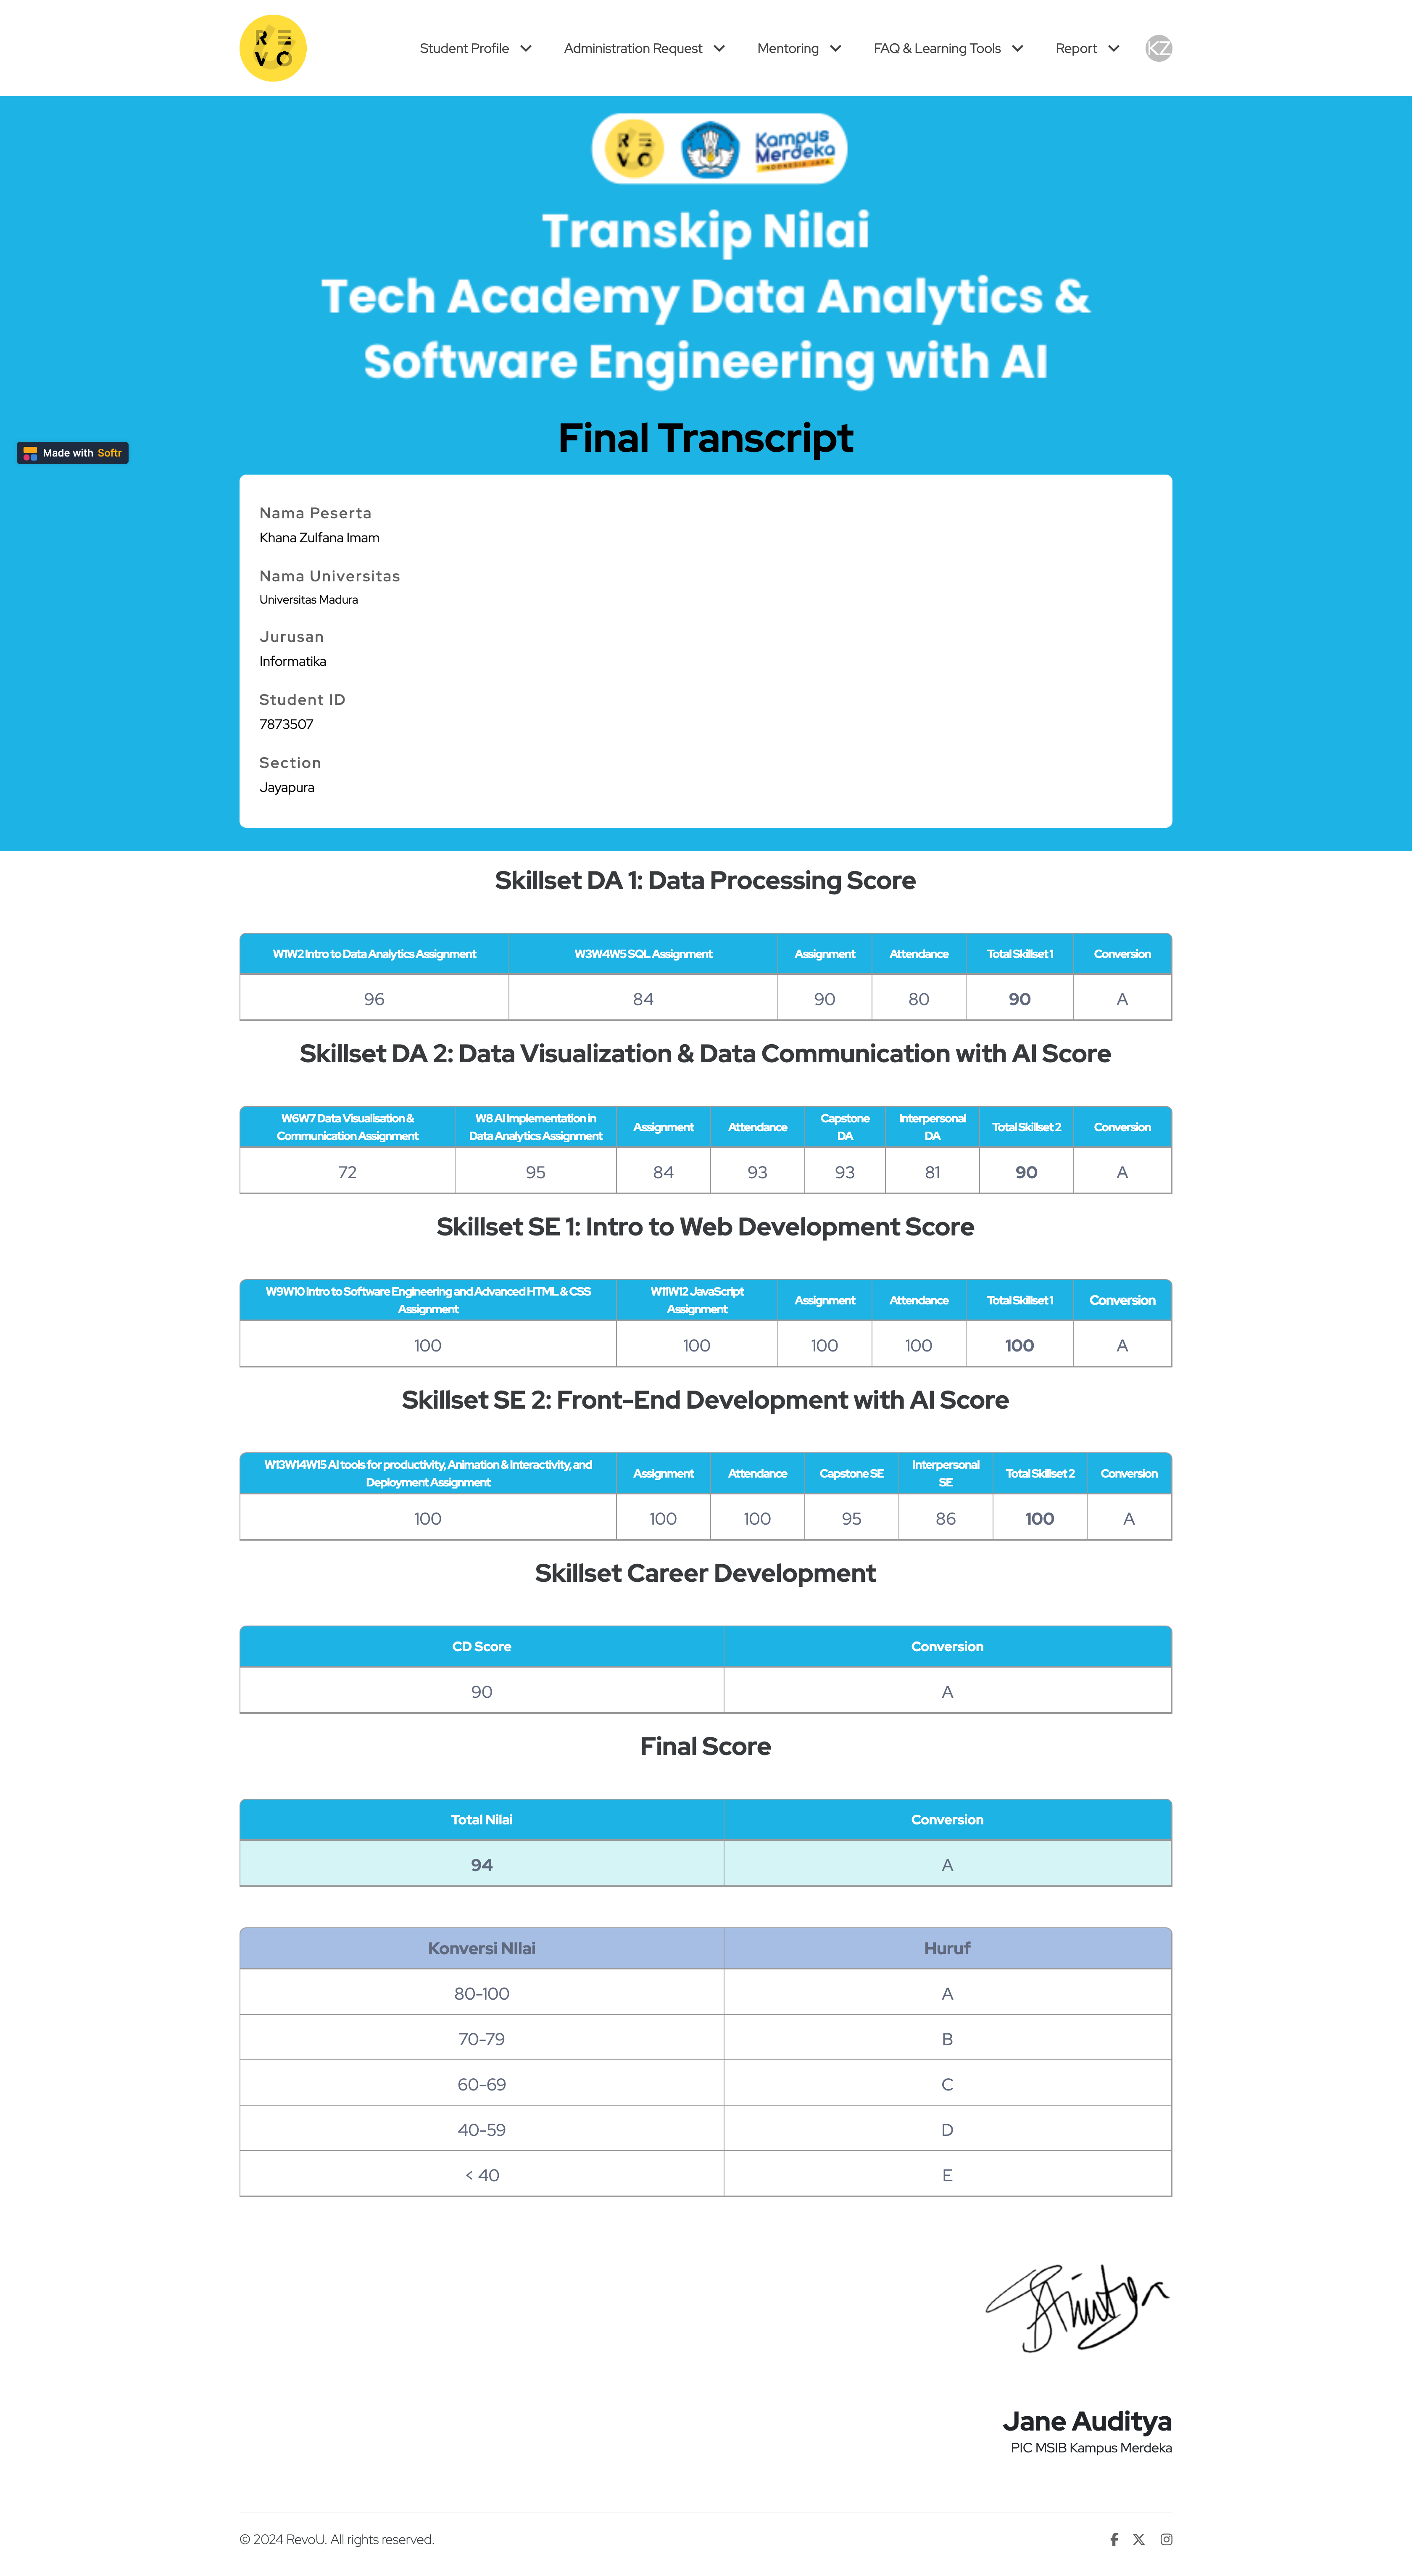 RE
VO
Student Profile Administration Request Mentoring FAQ & Learning Tools Report KZ
RE
VO
Kampus
Merdeka
INDONESIA JAYA
Transkip Nilai
Tech Academy Data Analytics &
Software Engineering with AI
Final Transcript
Made with Softr
Nama Peserta
Khana Zulfana Imam
Nama Universitas
Universitas Madura
Jurusan
Informatika
Student ID
7873507
Section
Jayapura
Skillset DA 1: Data Processing Score
W1W2 Intro to Data Analytics Assignment W3W4W5 SQL Assignment Assignment Attendance Total Skillset 1 Conversion
96 84 90 80 90 A
Skillset DA 2: Data Visualization & Data Communication with AI Score
W6W7 Data Visualisation & W8 AI Implementation in Capstone Interpersonal
Communication Assignment Data Analytics Assignment Assignment Attendance DA DA Total Skillset 2 Conversion
72 95 84 93 93 81 90 A
Skillset SE 1: Intro to Web Development Score
W9W10 Intro to Software Engineering and Advanced HTML & CSS W11W12 JavaScript
Assignment Assignment Assignment Attendance Total Skillset 1 Conversion
100 100 100 100 100 A
Skillset SE 2: Front-End Development with AI Score
W13W14W15 AI tools for productivity, Animation & Interactivity, and Interpersonal
Deployment Assignment Assignment Attendance Capstone SE SE Total Skillset 2 Conversion
100 100 100 95 86 100 A
Skillset Career Development
CD Score Conversion
90 A
Final Score
Total Nilai Conversion
94 A
Konversi NIlai Huruf
80-100 A
70-79 B
60-69 C
40-59 D
< 40 E
Jane Auditya
PIC MSIB Kampus Merdeka
© 2024 RevoU. All rights reserved.